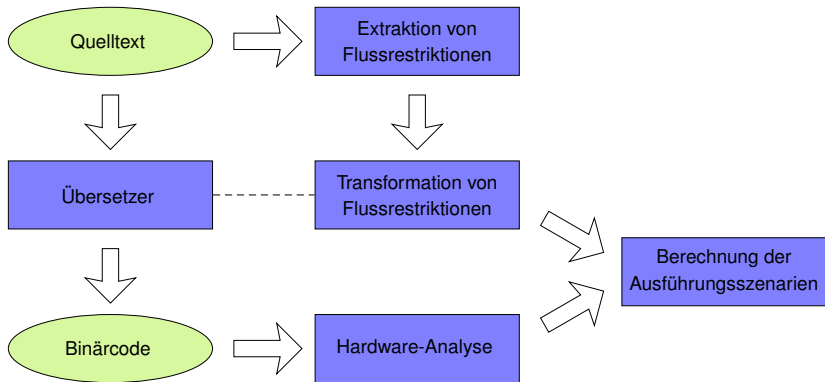 Quelltext
Extraktion von
Flussrestriktionen
Übersetzer
Transformation von
Flussrestriktionen
Berechnung der
Ausführungsszenarien
Binärcode
Hardware-Analyse